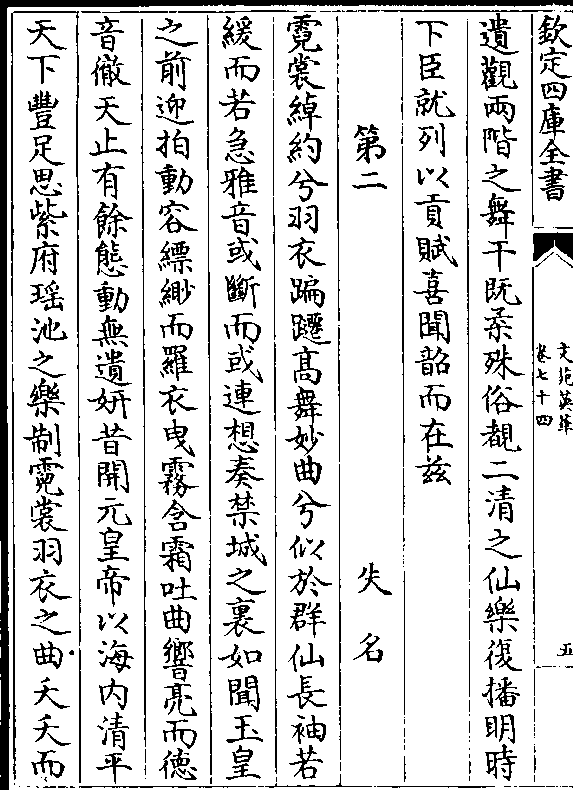 欽定四庫全書
文苑英華
卷七十四
五
遺觀兩階之舞干既柔殊俗覩二清之仙樂復播明時
下臣就列以貢賦喜聞韶而在兹
第二
失名
霓裳綽約兮羽衣蹁躚髙舞妙曲兮似於群仙長袖若
緩而若急雅音或斷而或連想奏禁城之裏如聞玉皇
之前迎拍動容縹緲而羅衣曳霧含霜吐曲響亮而徳
音徹天止有餘態動無遺妍昔開元皇帝以海内清平
天下豐足思紫府瑶池之樂制霓裳羽衣之曲夭夭而